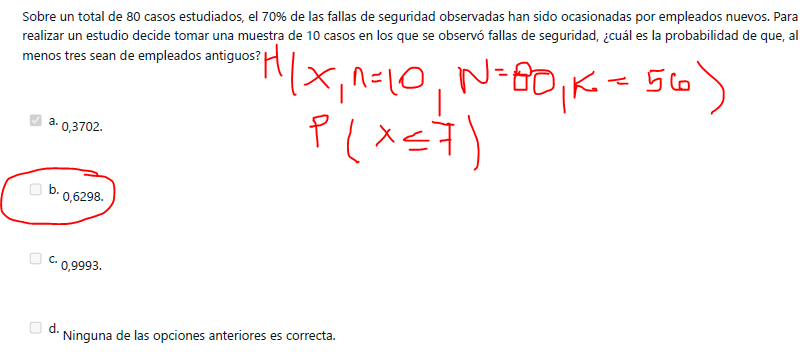 Sobre un total de 80 casos estudiados, el 70% de las fallas de seguridad observadas han sido ocasionadas por empleados nuevos. Para
realizar un estudio decide tomar una muestra de 10 casos en los que se observó fallas de seguridad, ¿cuál es la probabilidad de que, al
menos tres sean de empleados antiguos?
H(x, n=10, N=80, K=56)
P(x≤7)
a. 0,3702.
b. 0,6298.
c. 0,9993.
d. Ninguna de las opciones anteriores es correcta.